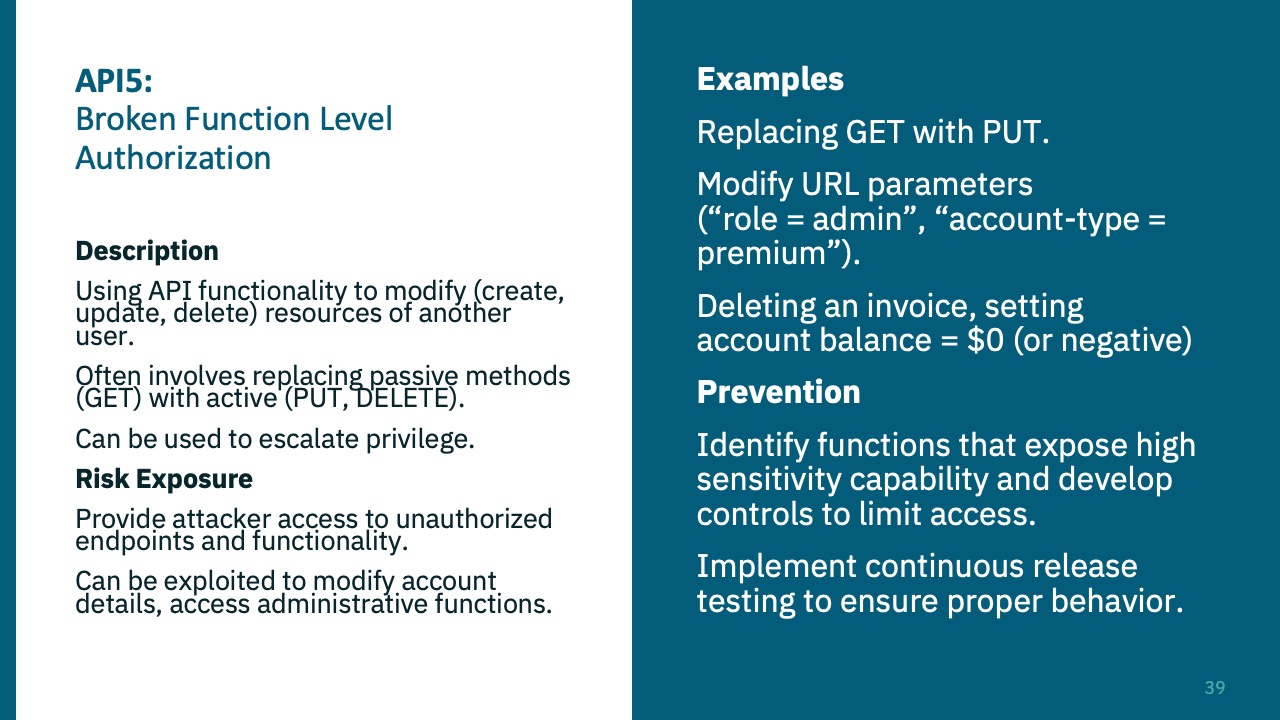 API5:
Broken Function Level
Authorization
Description
Using API functionality to modify (create,
update, delete) resources of another
user.
Often involves replacing passive methods
(GET) with active (PUT, DELETE).
Can be used to escalate privilege.
Risk Exposure
Provide attacker access to unauthorized
endpoints and functionality.
Can be exploited to modify account
details, access administrative functions.
Examples
Replacing GET with PUT.
Modify URL parameters
(“role = admin”, “account-type =
premium”).
Deleting an invoice, setting
account balance = $0 (or negative)
Prevention
Identify functions that expose high
sensitivity capability and develop
controls to limit access.
Implement continuous release
testing to ensure proper behavior.
39